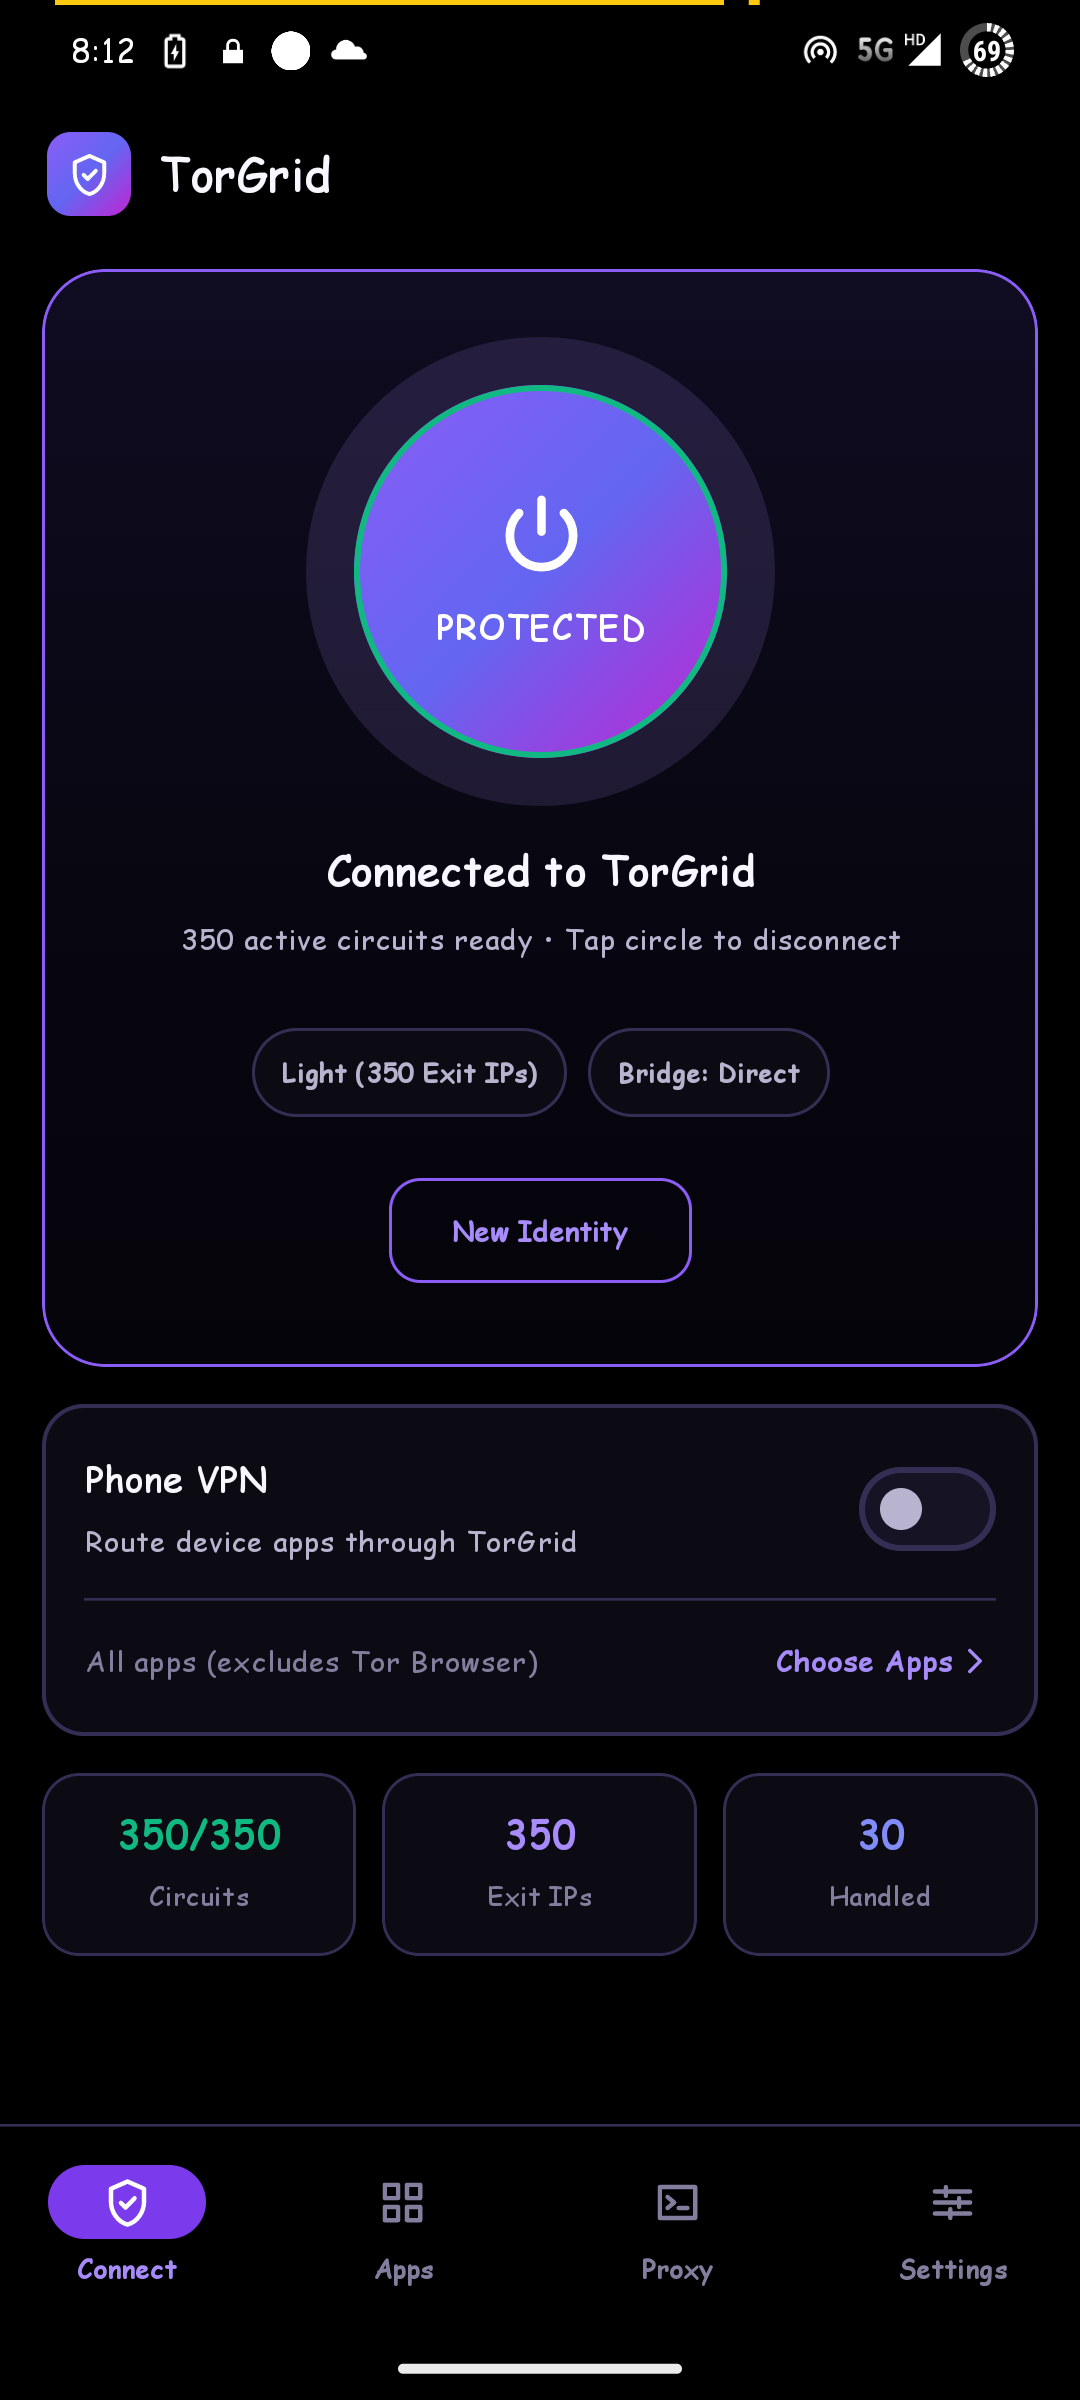 8:12
5G HD 69
TorGrid
PROTECTED
Connected to TorGrid
350 active circuits ready • Tap circle to disconnect
Light (350 Exit IPs)
Bridge: Direct
New Identity
Phone VPN
Route device apps through TorGrid
All apps (excludes Tor Browser)
Choose Apps
350/350
Circuits
350
Exit IPs
30
Handled
Connect
Apps
Proxy
Settings